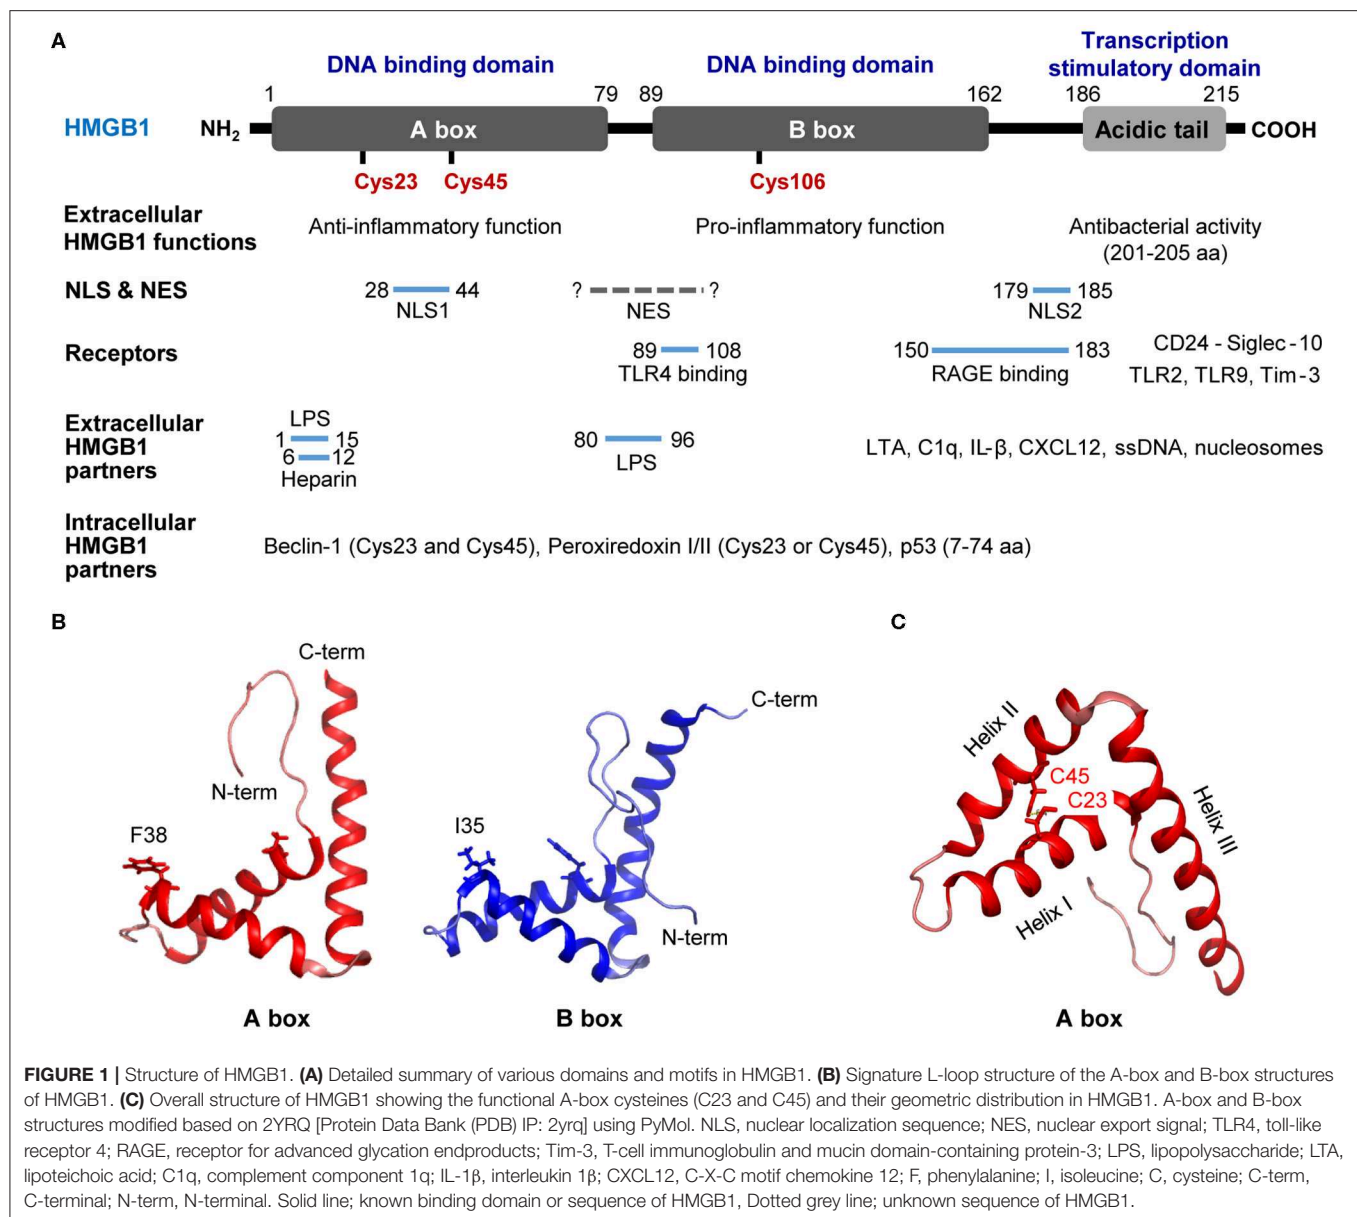 A
DNA binding domain
DNA binding domain
Transcription
stimulatory domain
1
79
89
162
186
215
HMGB1
NH2
A box
B box
Acidic tail
COOH
Cys23
Cys45
Cys106
Extracellular
HMGB1 functions
Anti-inflammatory function
Pro-inflammatory function
Antibacterial activity
(201-205 aa)
NLS & NES
28
44
NLS1
?
?
NES
179
185
NLS2
Receptors
89
108
TLR4 binding
150
183
RAGE binding
CD24 - Siglec - 10
TLR2, TLR9, Tim - 3
Extracellular
HMGB1
partners
LPS
1
15
6
12
Heparin
80
96
LPS
LTA, C1q, IL-β, CXCL12, ssDNA, nucleosomes
Intracellular
HMGB1
partners
Beclin-1 (Cys23 and Cys45), Peroxiredoxin I/II (Cys23 or Cys45), p53 (7-74 aa)
B
C-term
N-term
F38
A box
C-term
I35
N-term
B box
C
Helix II
C45
C23
Helix III
Helix I
A box
FIGURE 1 | Structure of HMGB1. (A) Detailed summary of various domains and motifs in HMGB1. (B) Signature L-loop structure of the A-box and B-box structures
of HMGB1. (C) Overall structure of HMGB1 showing the functional A-box cysteines (C23 and C45) and their geometric distribution in HMGB1. A-box and B-box
structures modified based on 2YRQ [Protein Data Bank (PDB) IP: 2yrq] using PyMol. NLS, nuclear localization sequence; NES, nuclear export signal; TLR4, toll-like
receptor 4; RAGE, receptor for advanced glycation endproducts; Tim-3, T-cell immunoglobulin and mucin domain-containing protein-3; LPS, lipopolysaccharide; LTA,
lipoteichoic acid; C1q, complement component 1q; IL-1β, interleukin 1β; CXCL12, C-X-C motif chemokine 12; F, phenylalanine; I, isoleucine; C, cysteine; C-term,
C-terminal; N-term, N-terminal. Solid line; known binding domain or sequence of HMGB1, Dotted grey line; unknown sequence of HMGB1.